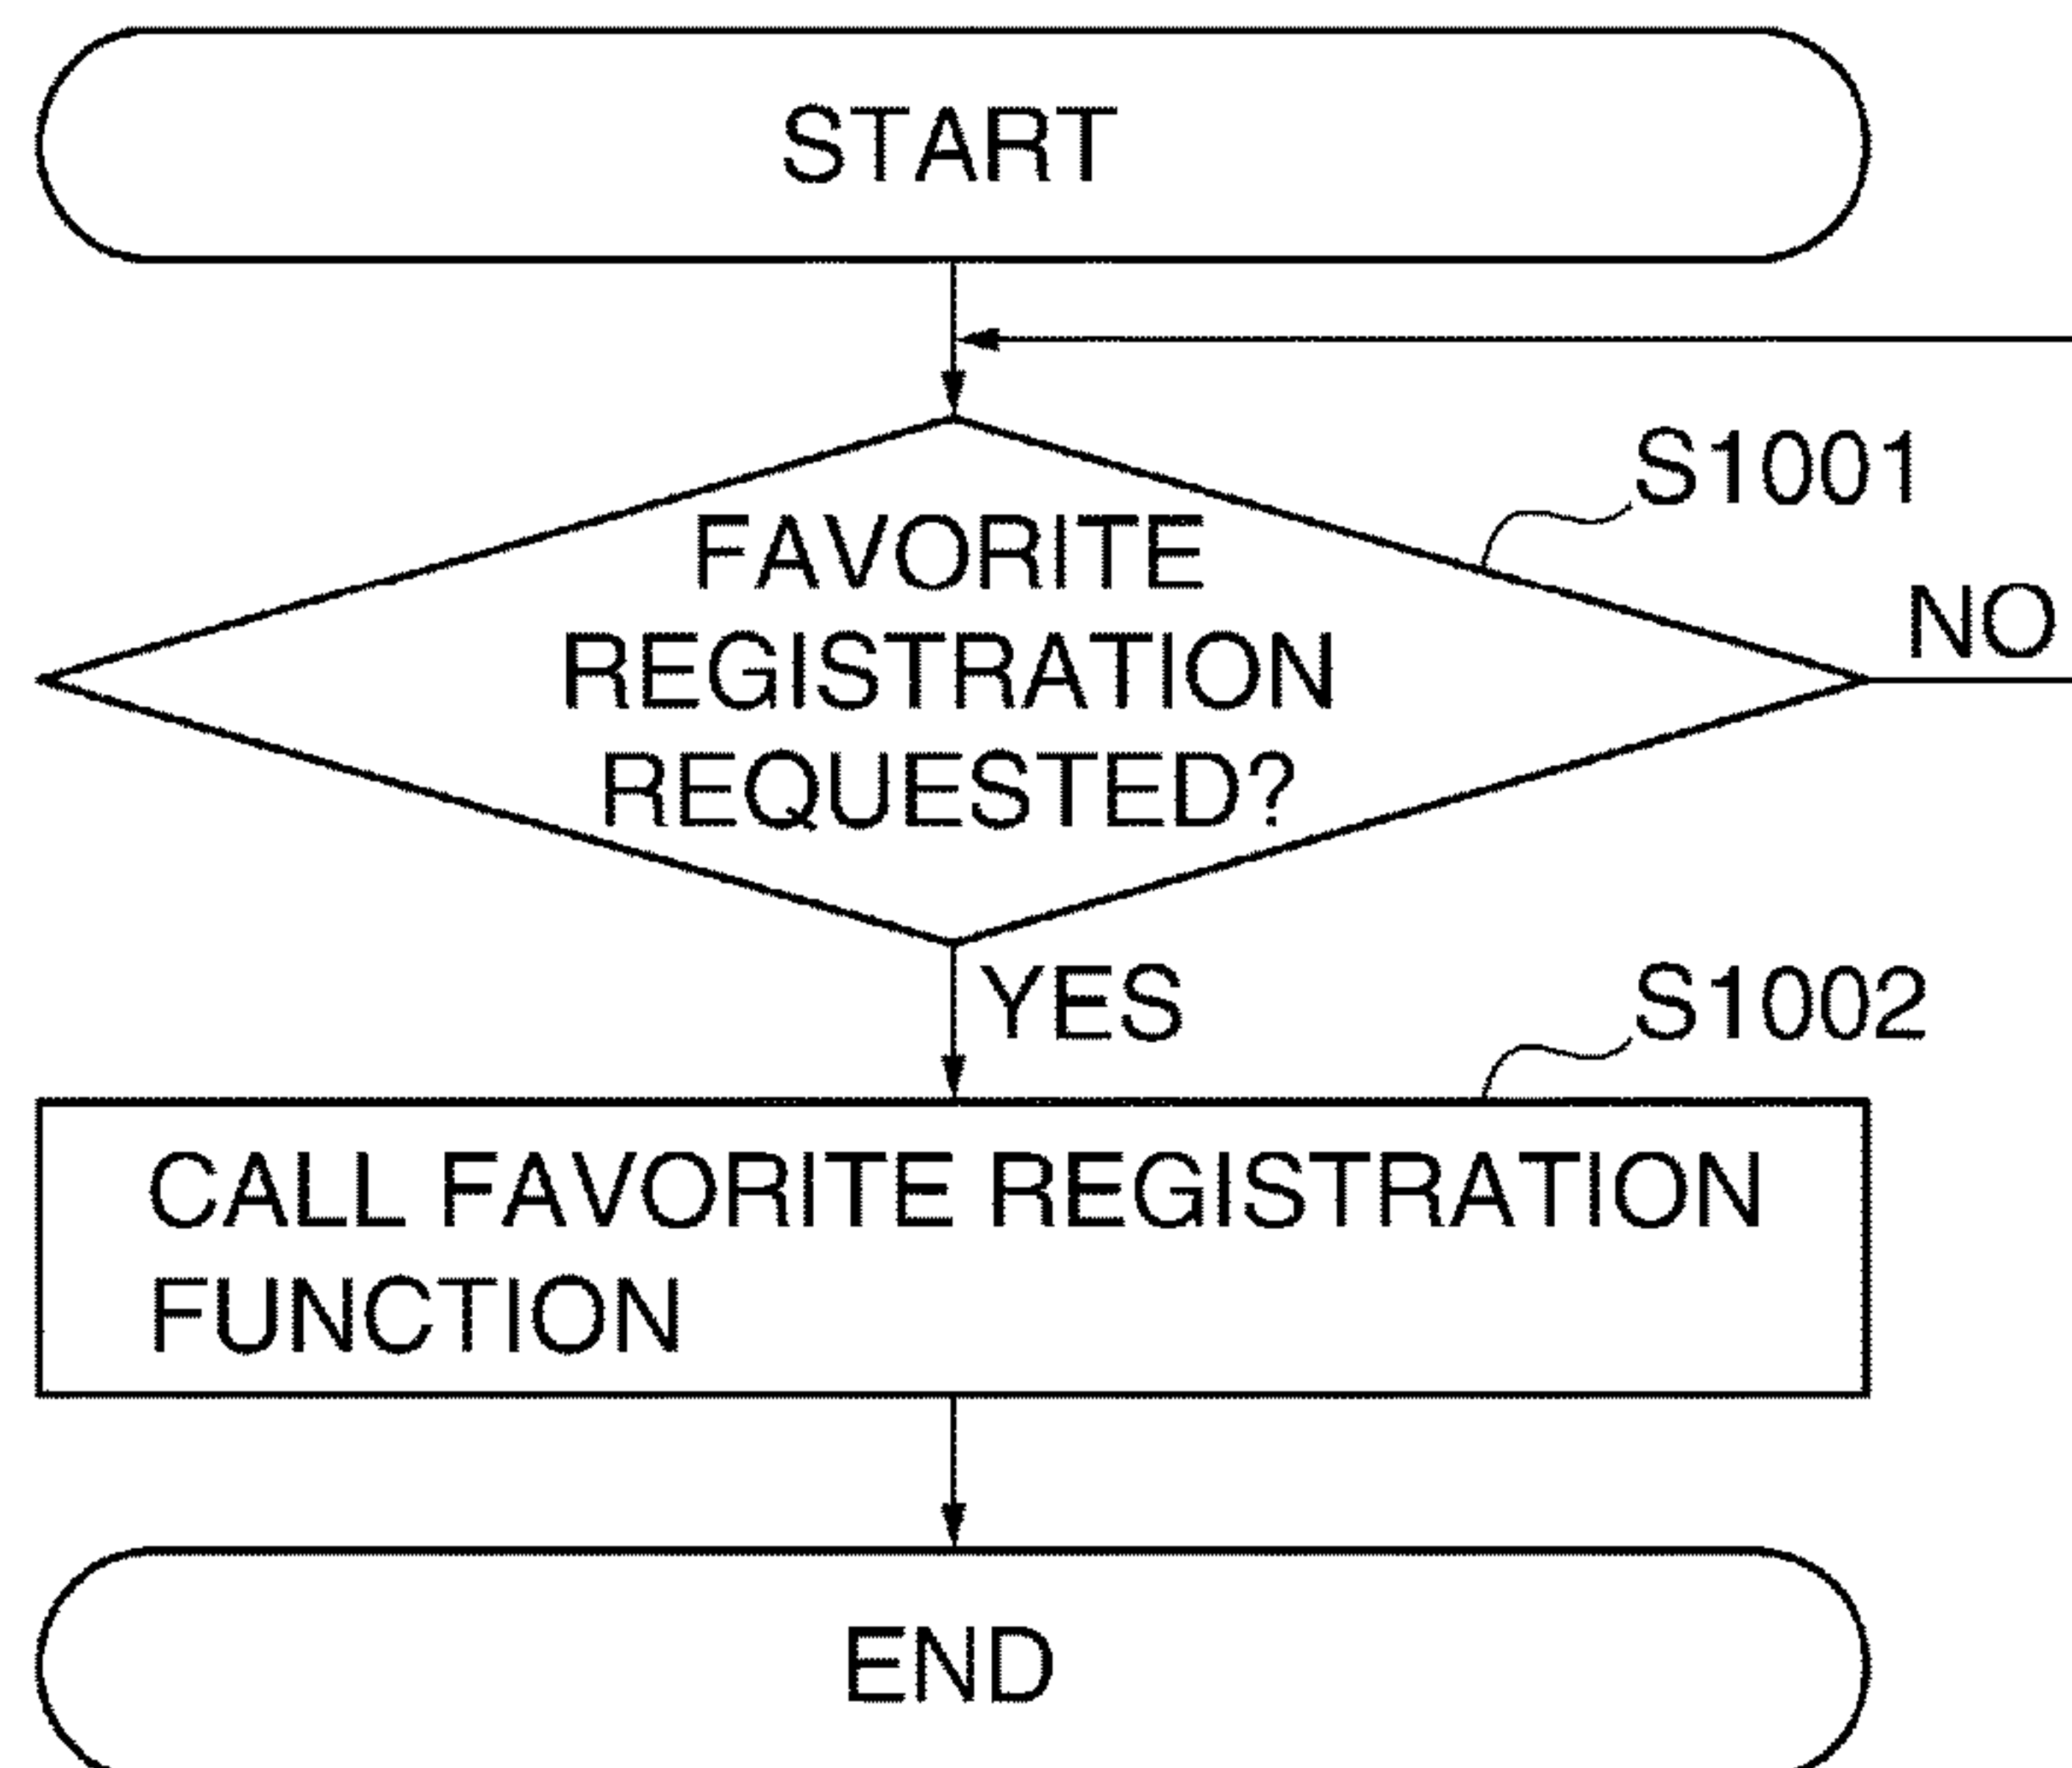 START
S1001
FAVORITE
REGISTRATION
REQUESTED?
NO
YES
S1002
CALL FAVORITE REGISTRATION
FUNCTION
END